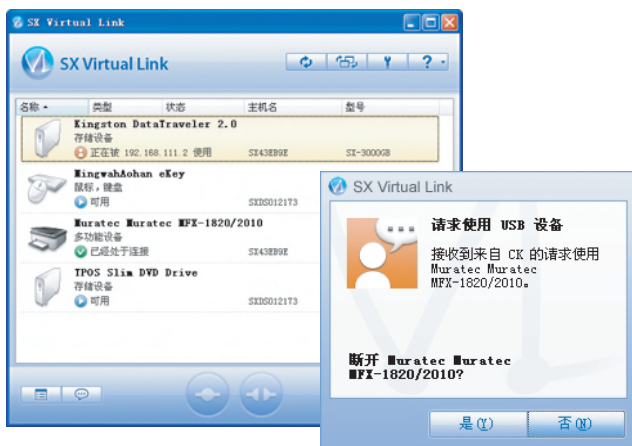 SX Virtual Link
SX Virtual Link
?
名称 类型 状态 主机名 型号
Kingston DataTraveler 2.0
存储设备
正在被 192.168.111.2 使用 SX43EB9E SX-3000GB
MingwahAohan eKey
鼠标，键盘
可用 SXDS012173
Muratec Muratec MFX-1820/2010
多功能设备
已经处于连接 SX43EB9E
TPOS Slim DVD Drive
存储设备
可用 SXDS012173
SX Virtual Link
请求使用 USB 设备
接收到来自 CK 的请求使用
Muratec Muratec
MFX-1820/2010。
断开 Muratec Muratec
MFX-1820/2010?
是(Y) 否(N)